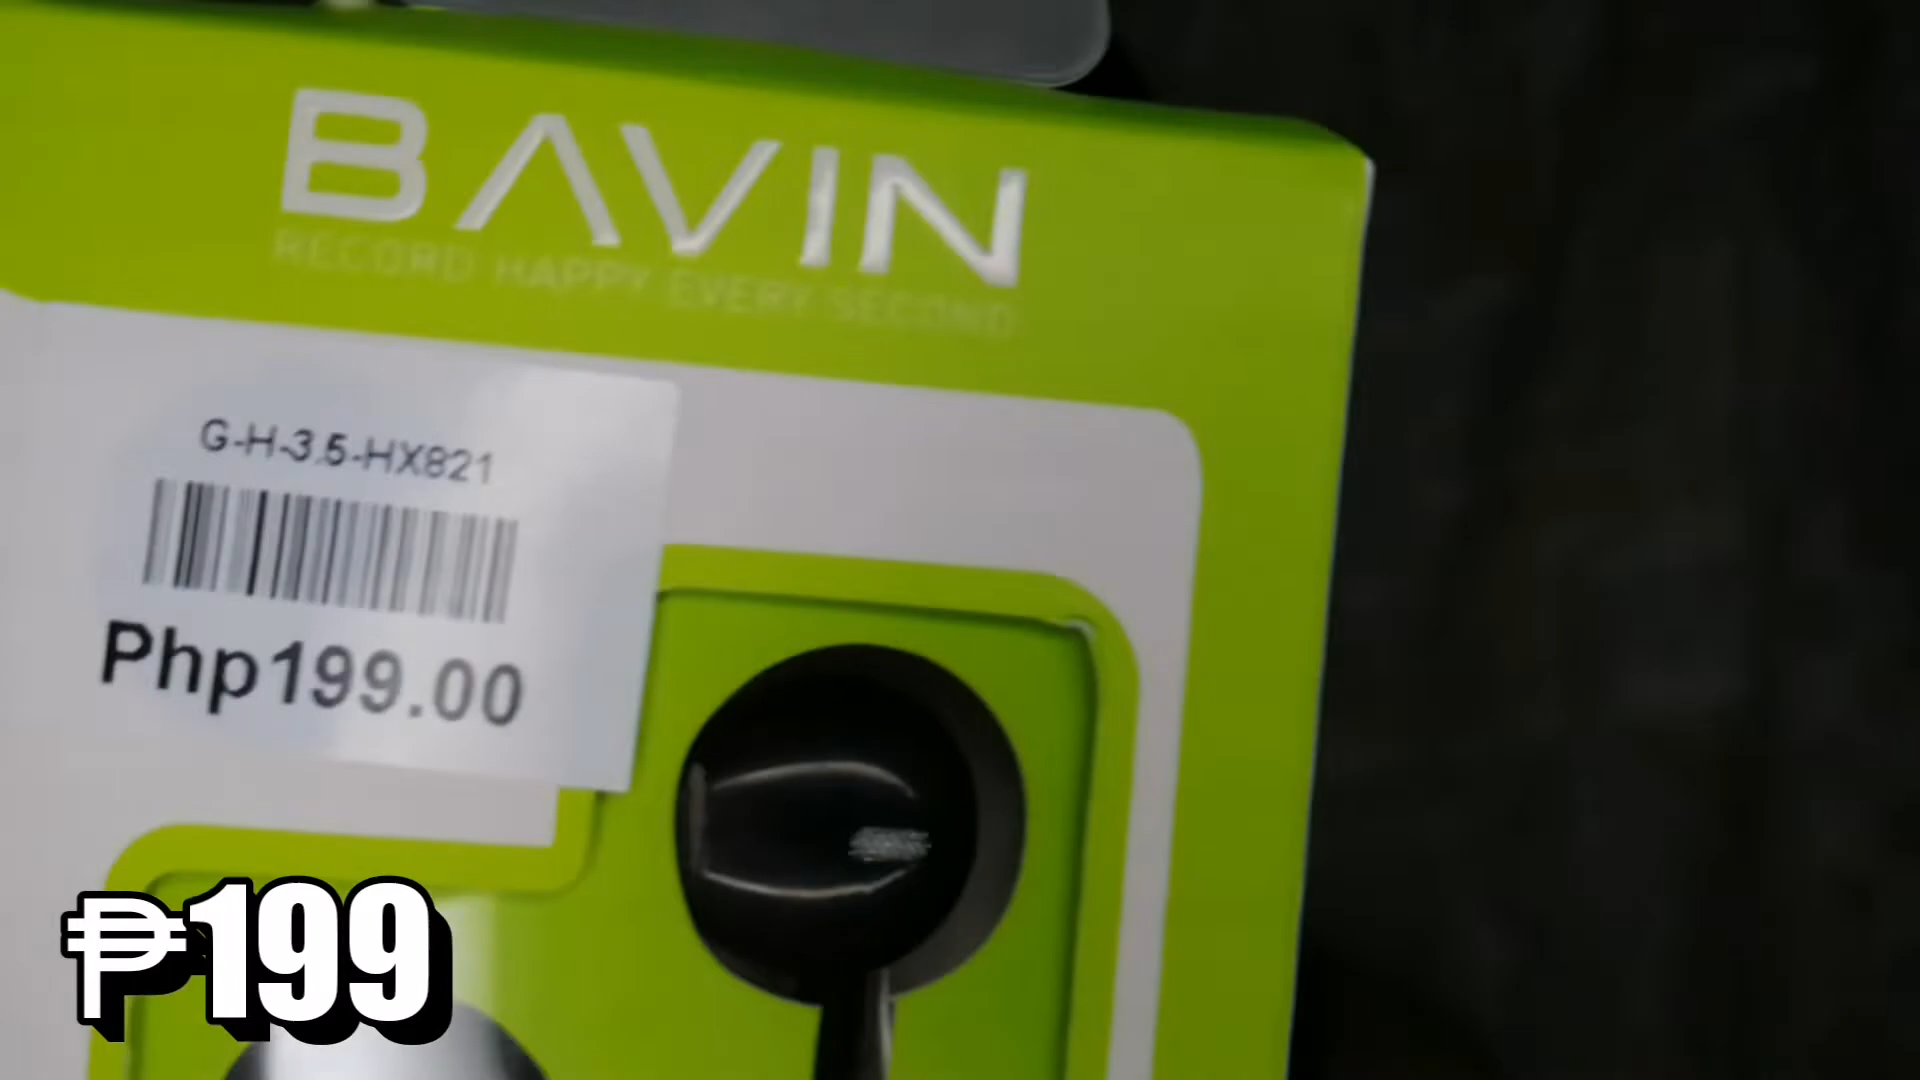 BAVIN
RECORD HAPPY EVERY SECOND
G-H-3.5-HX821
Php199.00
₱199